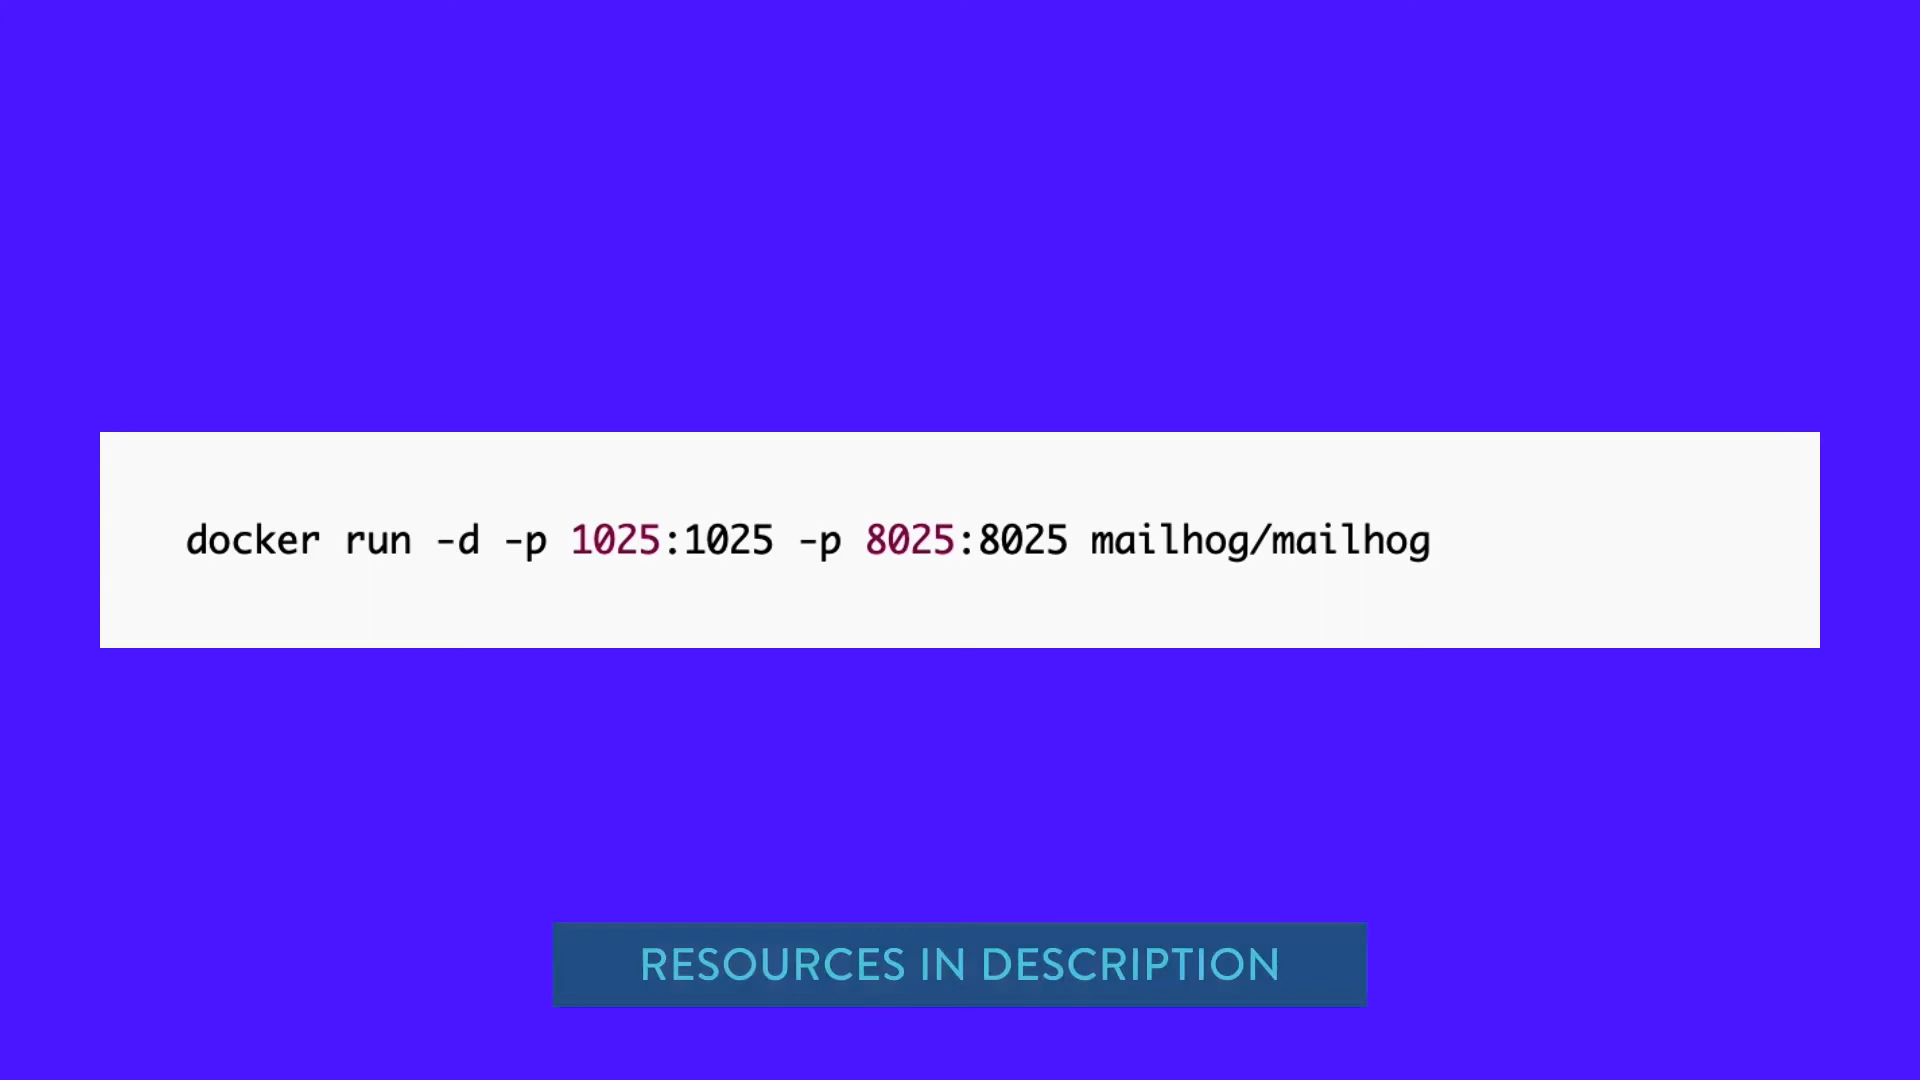 docker run -d -p 1025:1025 -p 8025:8025 mailhog/mailhog
RESOURCES IN DESCRIPTION